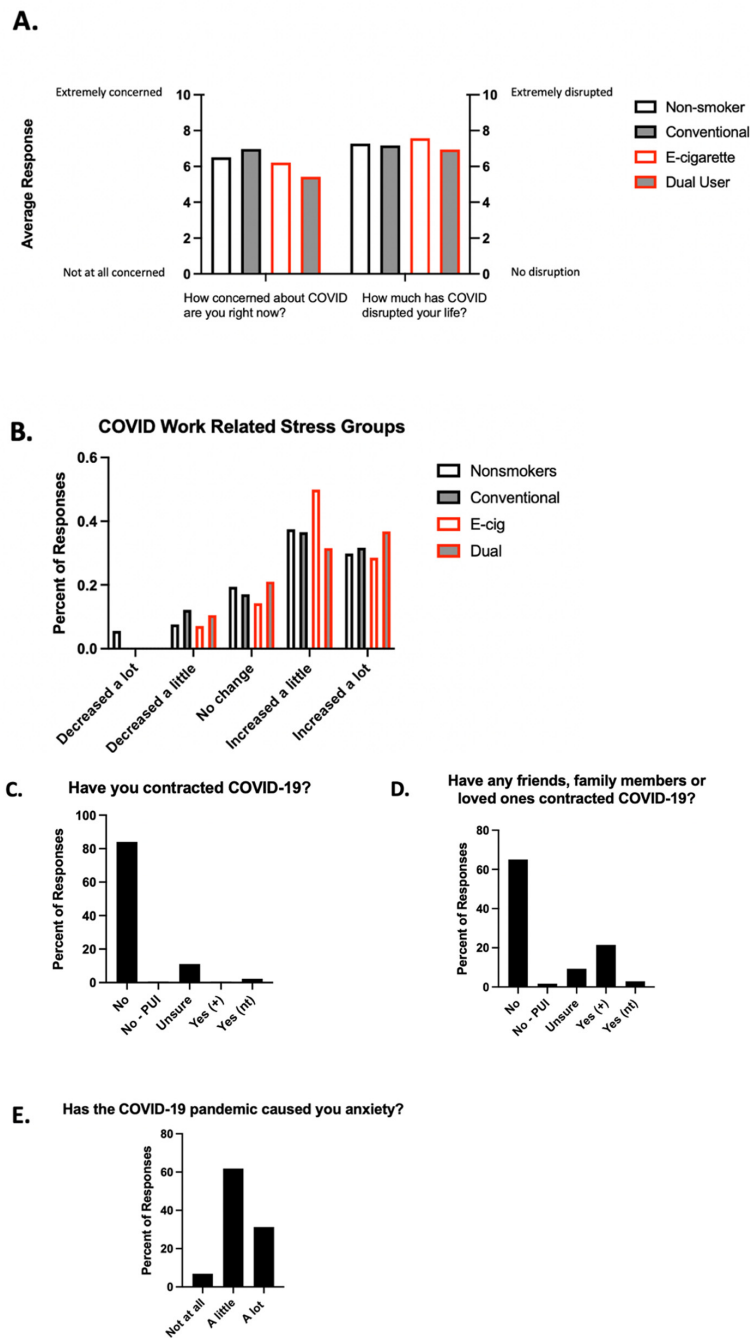 A.
Extremely concerned
Extremely disrupted
Average Response
10
8
6
4
2
0
10
8
6
4
2
0
Not at all concerned
No disruption
How concerned about COVID
are you right now?
How much has COVID
disrupted your life?
Non-smoker
Conventional
E-cigarette
Dual User
B.
COVID Work Related Stress Groups
Percent of Responses
0.6
0.4
0.2
0.0
Decreased a lot
Decreased a little
No change
Increased a little
Increased a lot
Nonsmokers
Conventional
E-cig
Dual
C.
Have you contracted COVID-19?
Percent of Responses
100
80
60
40
20
0
No
No - PUI
Unsure
Yes (+)
Yes (nt)
D.
Have any friends, family members or
loved ones contracted COVID-19?
Percent of Responses
80
60
40
20
0
No
No - PUI
Unsure
Yes (+)
Yes (nt)
E.
Has the COVID-19 pandemic caused you anxiety?
Percent of Responses
80
60
40
20
0
Not at all
A little
A lot